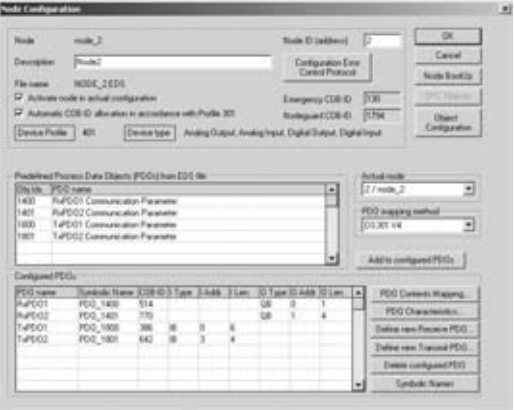 Node Configuration
Node node_2 Node ID (address) 2
OK
Description Node2
Configuration Error Control Protocol
Cancel
File name NODE_2.EDS
Node BootUp
Activate node in actual configuration
Emergency COB-ID 130
Automatic COB-ID allocation in accordance with Profile 301
Nodeguard COB-ID 1794
Object Configuration
Device Profile 401 Device type Analog Output, Analog Input, Digital Output, Digital Input
Predefined Process Data Objects (PDOs) from EDS file
Actual node
Obj.Idx. PDO name
2 / node_2
1400 RxPDO1 Communication Parameter
1401 RxPDO2 Communication Parameter
PDO mapping method
1800 TxPDO1 Communication Parameter
DS301 V4
1801 TxPDO2 Communication Parameter
Add to configured PDOs
Configured PDOs
PDO name Symbolic Name COB-ID I Type I Addr. I Len. O Type O Addr. O Len.
RxPDO1 PDO_1400 514 QB 0 1
RxPDO2 PDO_1401 770 QB 1 4
TxPDO1 PDO_1800 386 IB 0 6
TxPDO2 PDO_1801 642 IB 3 4
PDO Contents Mapping...
PDO Characteristics...
Define new Receive PDO...
Define new Transmit PDO...
Delete configured PDO
Symbolic Names